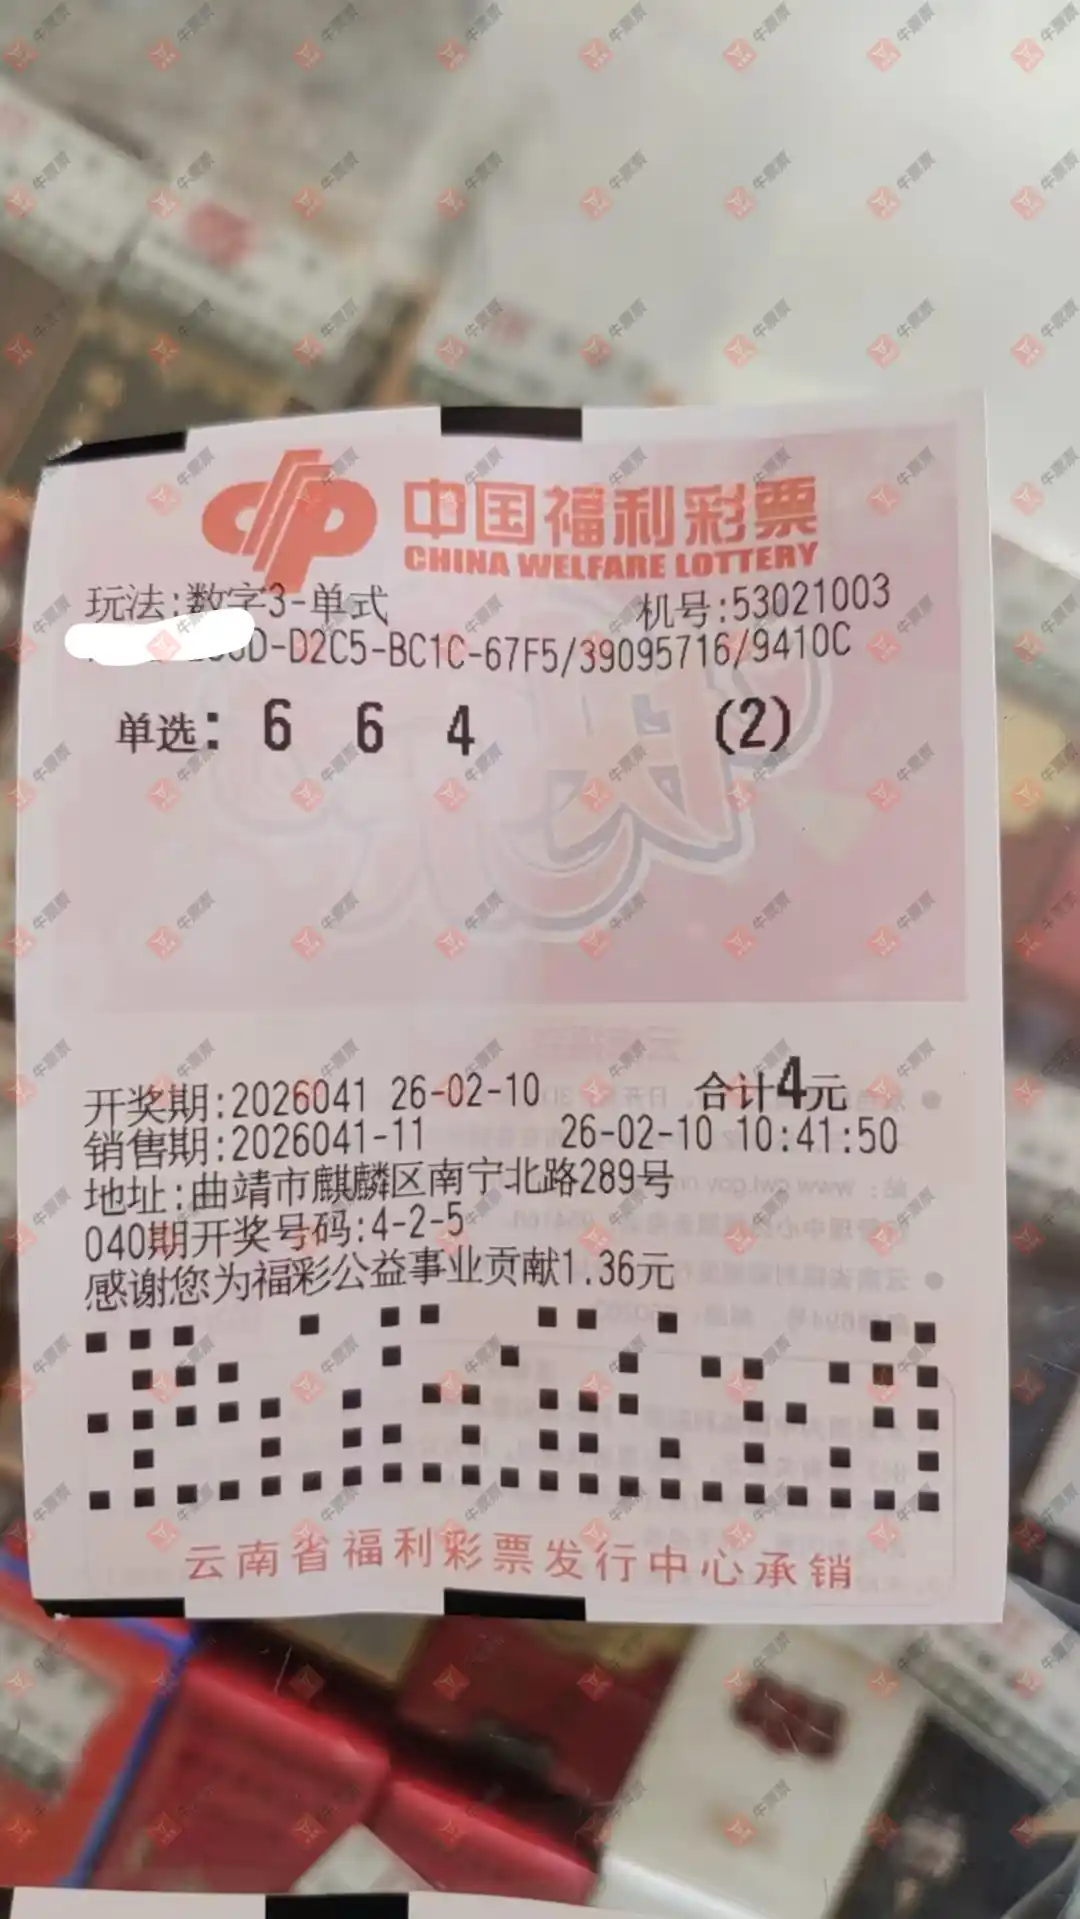 中国福利彩票
CHINA WELFARE LOTTERY
玩法:数字3-单式 机号:53021003
D-D2C5-BC1C-67F5/39095716/9410C
单选: 6 6 4 (2)
开奖期:2026041 26-02-10 合计4元
销售期:2026041-11 26-02-10 10:41:50
地址:曲靖市麒麟区南宁北路289号
040期开奖号码:4-2-5
感谢您为福彩公益事业贡献1.36元
云南省福利彩票发行中心承销
牛票票